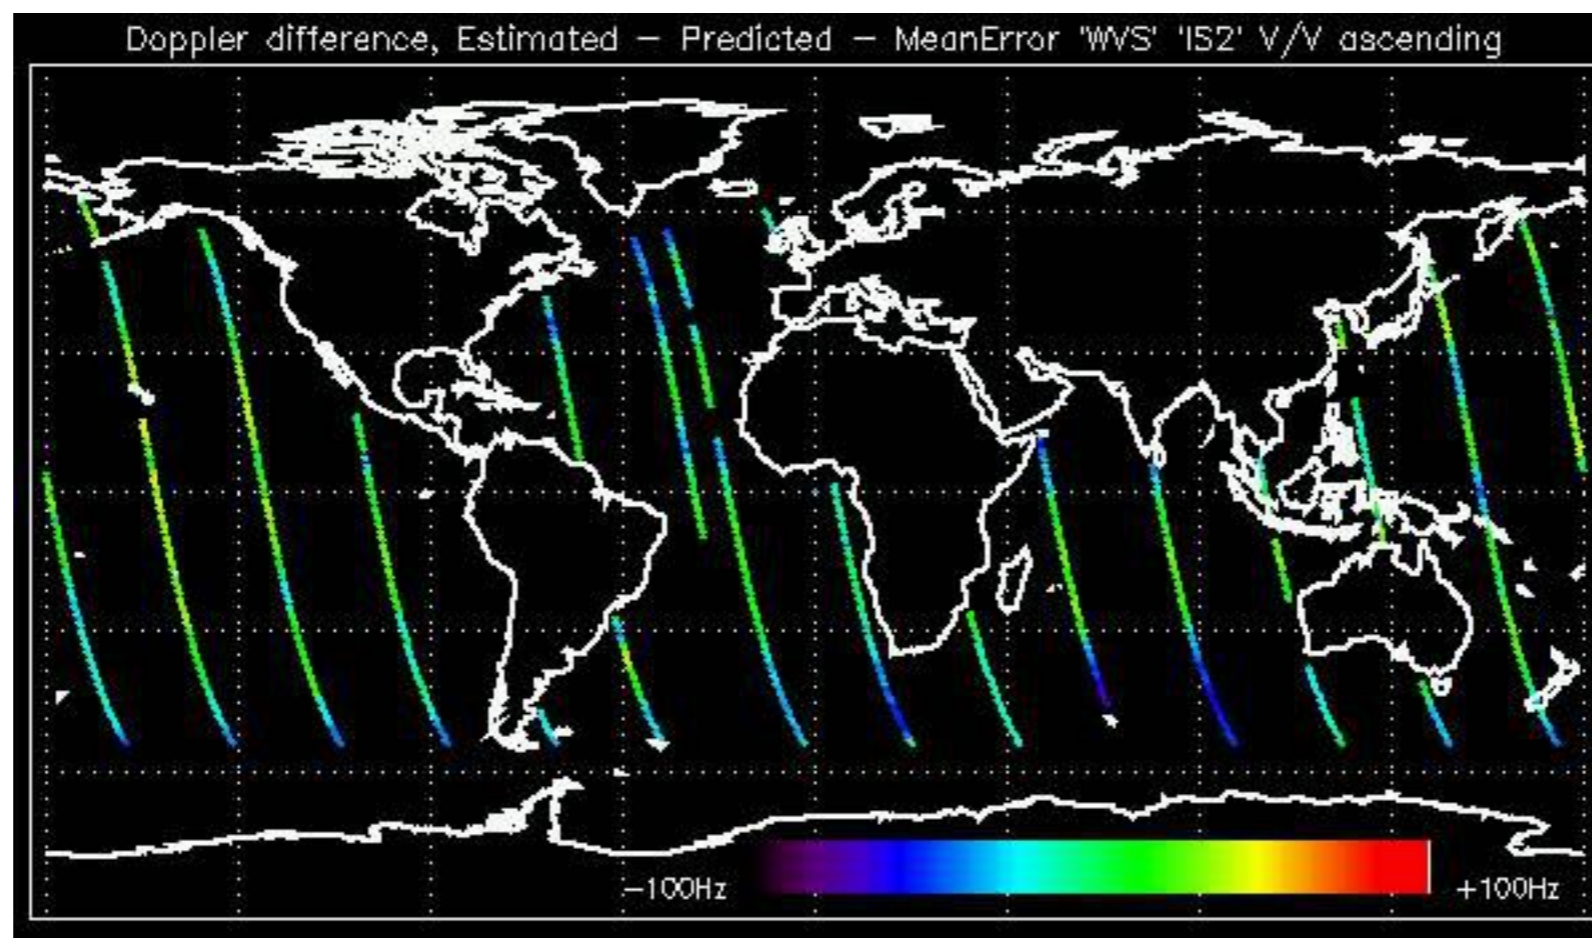 Doppler difference, Estimated – Predicted – MeanError 'WVS' 'IS2' V/V ascending
−100Hz
+100Hz